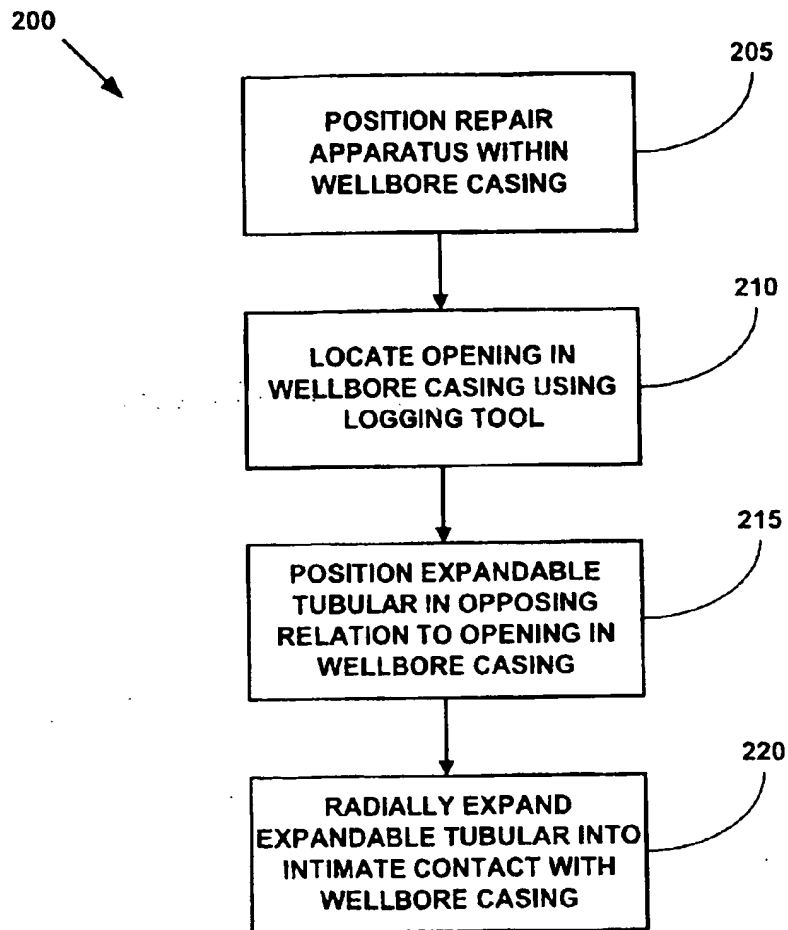 200
205
POSITION REPAIR
APPARATUS WITHIN
WELLBORE CASING
210
LOCATE OPENING IN
WELLBORE CASING USING
LOGGING TOOL
215
POSITION EXPANDABLE
TUBULAR IN OPPOSING
RELATION TO OPENING IN
WELLBORE CASING
220
RADIALLY EXPAND
EXPANDABLE TUBULAR INTO
INTIMATE CONTACT WITH
WELLBORE CASING